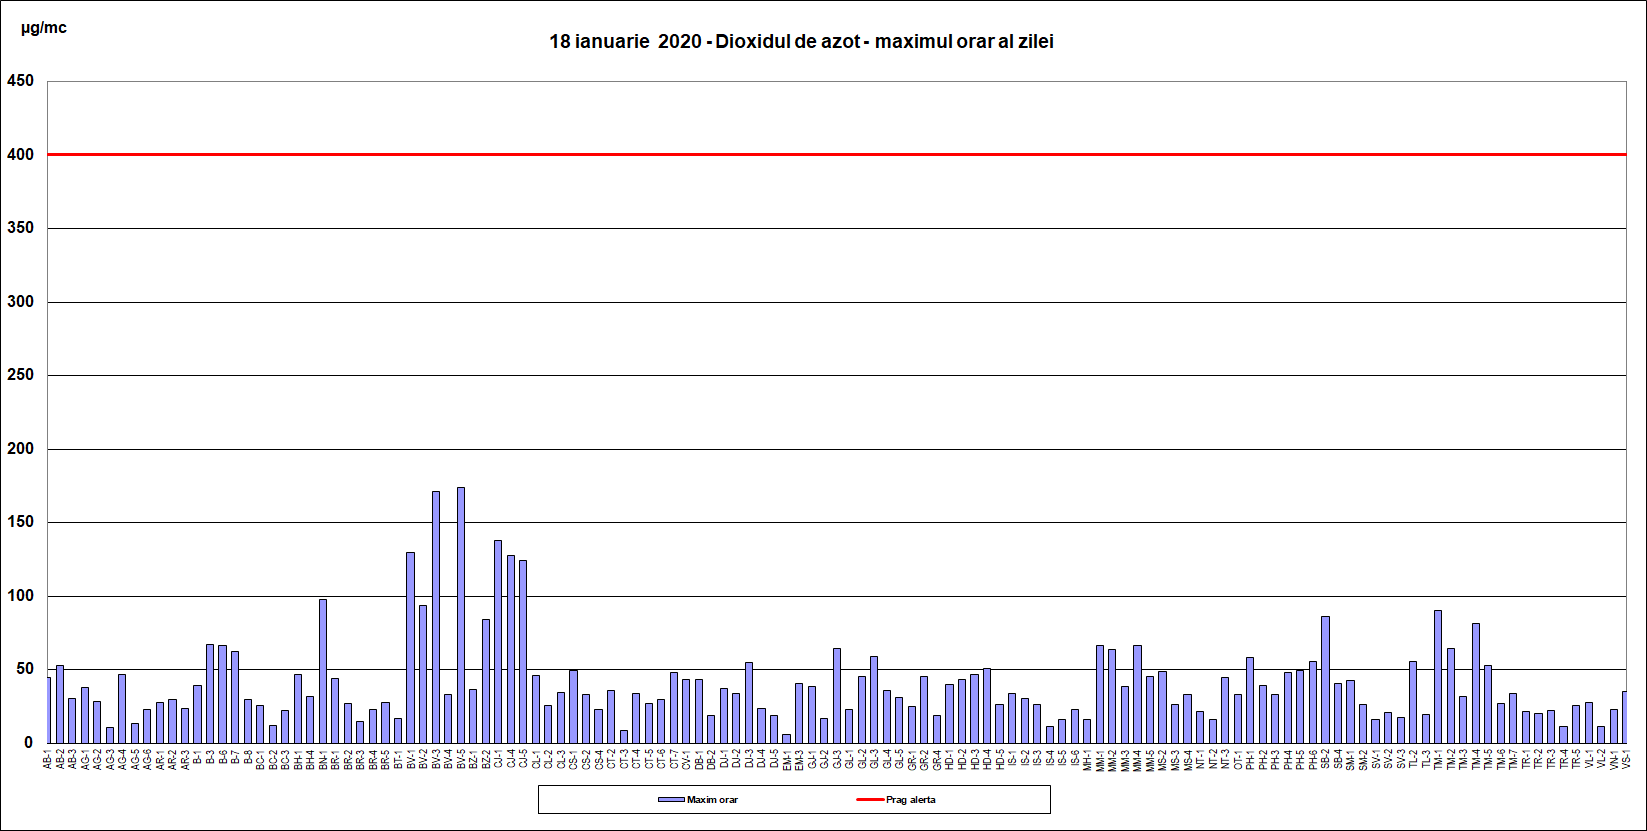 µg/mc
18 ianuarie 2020 - Dioxidul de azot - maximul orar al zilei
450
400
350
300
250
200
150
100
50
0
AB-1
AB-2
AB-3
AG-1
AG-2
AG-3
AG-4
AG-5
AG-6
AR-1
AR-2
AR-3
B-1
B-3
B-6
B-7
B-8
BC-1
BC-2
BC-3
BH-1
BH-4
BN-1
BR-1
BR-2
BR-3
BR-4
BR-5
BT-1
BV-1
BV-2
BV-3
BV-4
BV-5
BZ-1
BZ-2
CJ-1
CJ-4
CJ-5
CL-1
CL-2
CL-3
CS-1
CS-2
CS-4
CT-2
CT-3
CT-4
CT-5
CT-6
CT-7
CV-1
DB-1
DB-2
DJ-1
DJ-2
DJ-3
DJ-4
DJ-5
EM-1
EM-3
GJ-1
GJ-2
GJ-3
GL-1
GL-2
GL-3
GL-4
GL-5
GR-1
GR-2
GR-4
HD-1
HD-2
HD-3
HD-4
HD-5
IS-1
IS-2
IS-3
IS-4
IS-5
IS-6
MH-1
MM-1
MM-2
MM-3
MM-4
MM-5
MS-2
MS-3
MS-4
NT-1
NT-2
NT-3
OT-1
PH-1
PH-2
PH-3
PH-4
PH-5
PH-6
SB-2
SB-4
SM-1
SM-2
SV-1
SV-2
SV-3
TL-2
TL-3
TM-1
TM-2
TM-3
TM-4
TM-5
TM-6
TM-7
TR-1
TR-2
TR-3
TR-4
TR-5
VL-1
VL-2
VN-1
VS-1
Maxim orar
Prag alerta